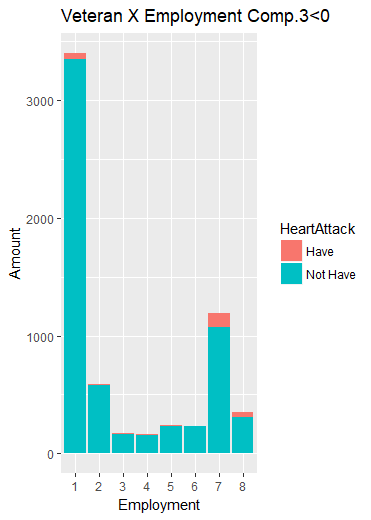 Veteran X Employment Comp.3<0
3000
2000
1000
0
Amount
1 2 3 4 5 6 7 8
Employment
HeartAttack
Have
Not Have